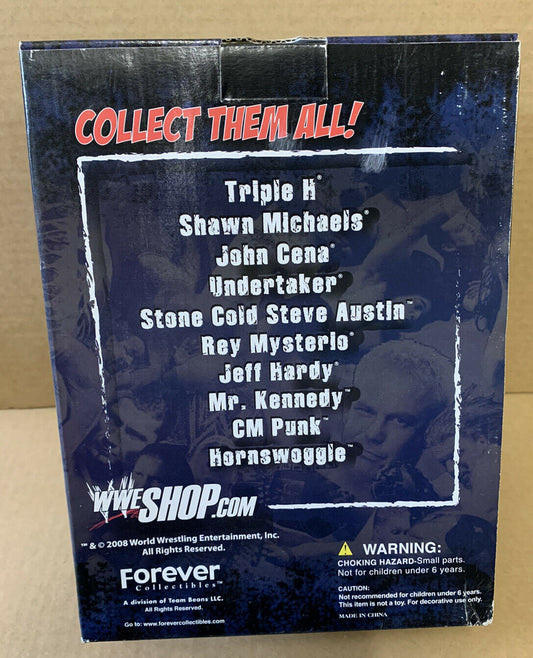 COLLECT THEM ALL!
Triple H®
Shawn Michaels®
John Cena®
Undertaker®
Stone Cold Steve Austin™
Rey Mysterio®
Jeff Hardy®
Mr. Kennedy™
CM Punk™
Hornswoggle™
WWESHOP.COM
™ & © 2008 World Wrestling Entertainment, Inc.
All Rights Reserved.
Forever
Collectibles™
A division of Team Beans LLC.
All Rights Reserved.
Go to: www.forevercollectibles.com
WARNING:
CHOKING HAZARD-Small parts.
Not for children under 6 years.
CAUTION:
Not recommended for children under 6 years.
This item is not a toy. For decorative use only.
MADE IN CHINA